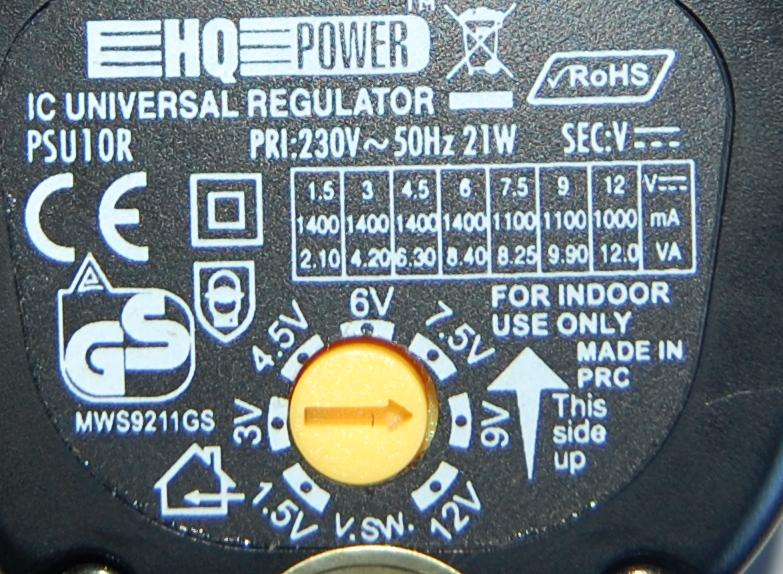 HQ POWER TM
RoHS
IC UNIVERSAL REGULATOR
PSU10R PRI:230V~50Hz 21W SEC:V⎓
CE
1.5 3 4.5 6 7.5 9 12 V⎓
1400 1400 1400 1400 1100 1100 1000 mA
2.10 4.20 6.30 8.40 8.25 9.90 12.0 VA
GS
MWS9211GS
1.5V 3V 4.5V 6V 7.5V 9V 12V
V.SW.
FOR INDOOR
USE ONLY
MADE IN
PRC
This
side
up